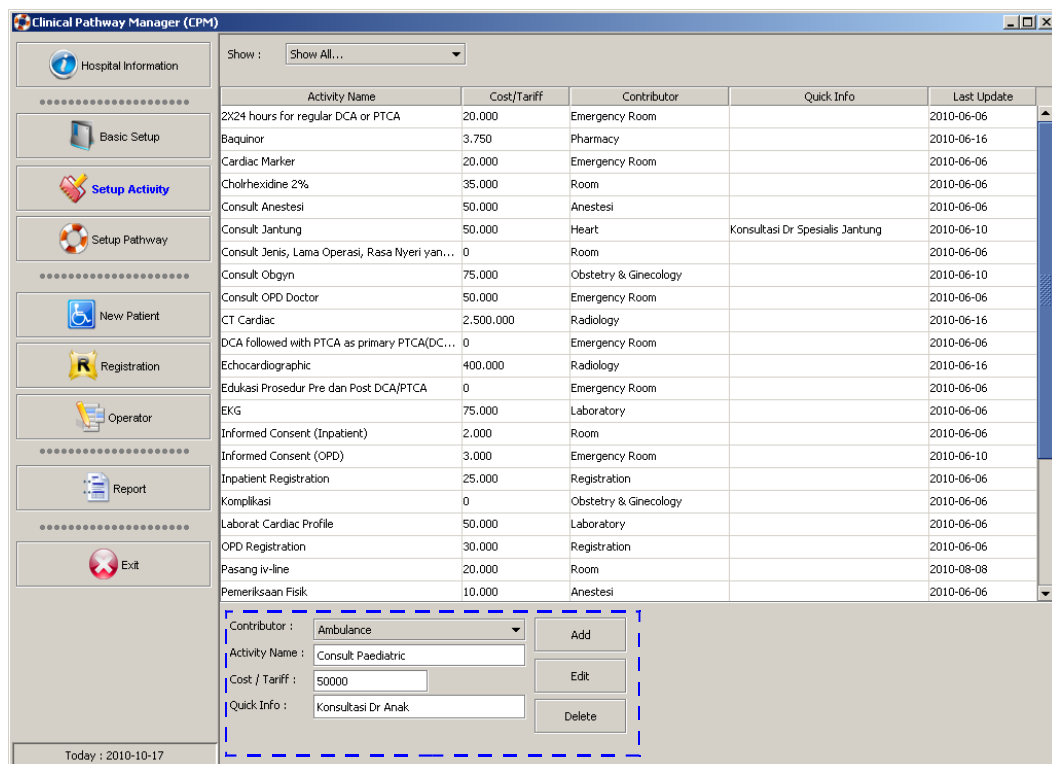 Clinical Pathway Manager (CPM)
Hospital Information
Basic Setup
Setup Activity
Setup Pathway
New Patient
R Registration
Operator
Report
Exit
Today : 2010-10-17
Show : Show All...
Activity Name Cost/Tariff Contributor Quick Info Last Update
2X24 hours for regular DCA or PTCA 20.000 Emergency Room 2010-06-06
Baquinor 3.750 Pharmacy 2010-06-16
Cardiac Marker 20.000 Emergency Room 2010-06-06
Cholrhexidine 2% 35.000 Room 2010-06-06
Consult Anestesi 50.000 Anestesi 2010-06-06
Consult Jantung 50.000 Heart Konsultasi Dr Spesialis Jantung 2010-06-10
Consult Jenis, Lama Operasi, Rasa Nyeri yan... 0 Room 2010-06-06
Consult Obgyn 75.000 Obstetry & Ginecology 2010-06-10
Consult OPD Doctor 50.000 Emergency Room 2010-06-06
CT Cardiac 2.500.000 Radiology 2010-06-16
DCA followed with PTCA as primary PTCA(DC... 0 Emergency Room 2010-06-06
Echocardiographic 400.000 Radiology 2010-06-16
Edukasi Prosedur Pre dan Post DCA/PTCA 0 Emergency Room 2010-06-06
EKG 75.000 Laboratory 2010-06-06
Informed Consent (Inpatient) 2.000 Room 2010-06-06
Informed Consent (OPD) 3.000 Emergency Room 2010-06-10
Inpatient Registration 25.000 Registration 2010-06-06
Komplikasi 0 Obstetry & Ginecology 2010-06-06
Laborat Cardiac Profile 50.000 Laboratory 2010-06-06
OPD Registration 30.000 Registration 2010-06-06
Pasang iv-line 20.000 Room 2010-08-08
Pemeriksaan Fisik 10.000 Anestesi 2010-06-06
Contributor : Ambulance Add
Activity Name : Consult Paediatric
Cost / Tariff : 50000 Edit
Quick Info : Konsultasi Dr Anak Delete